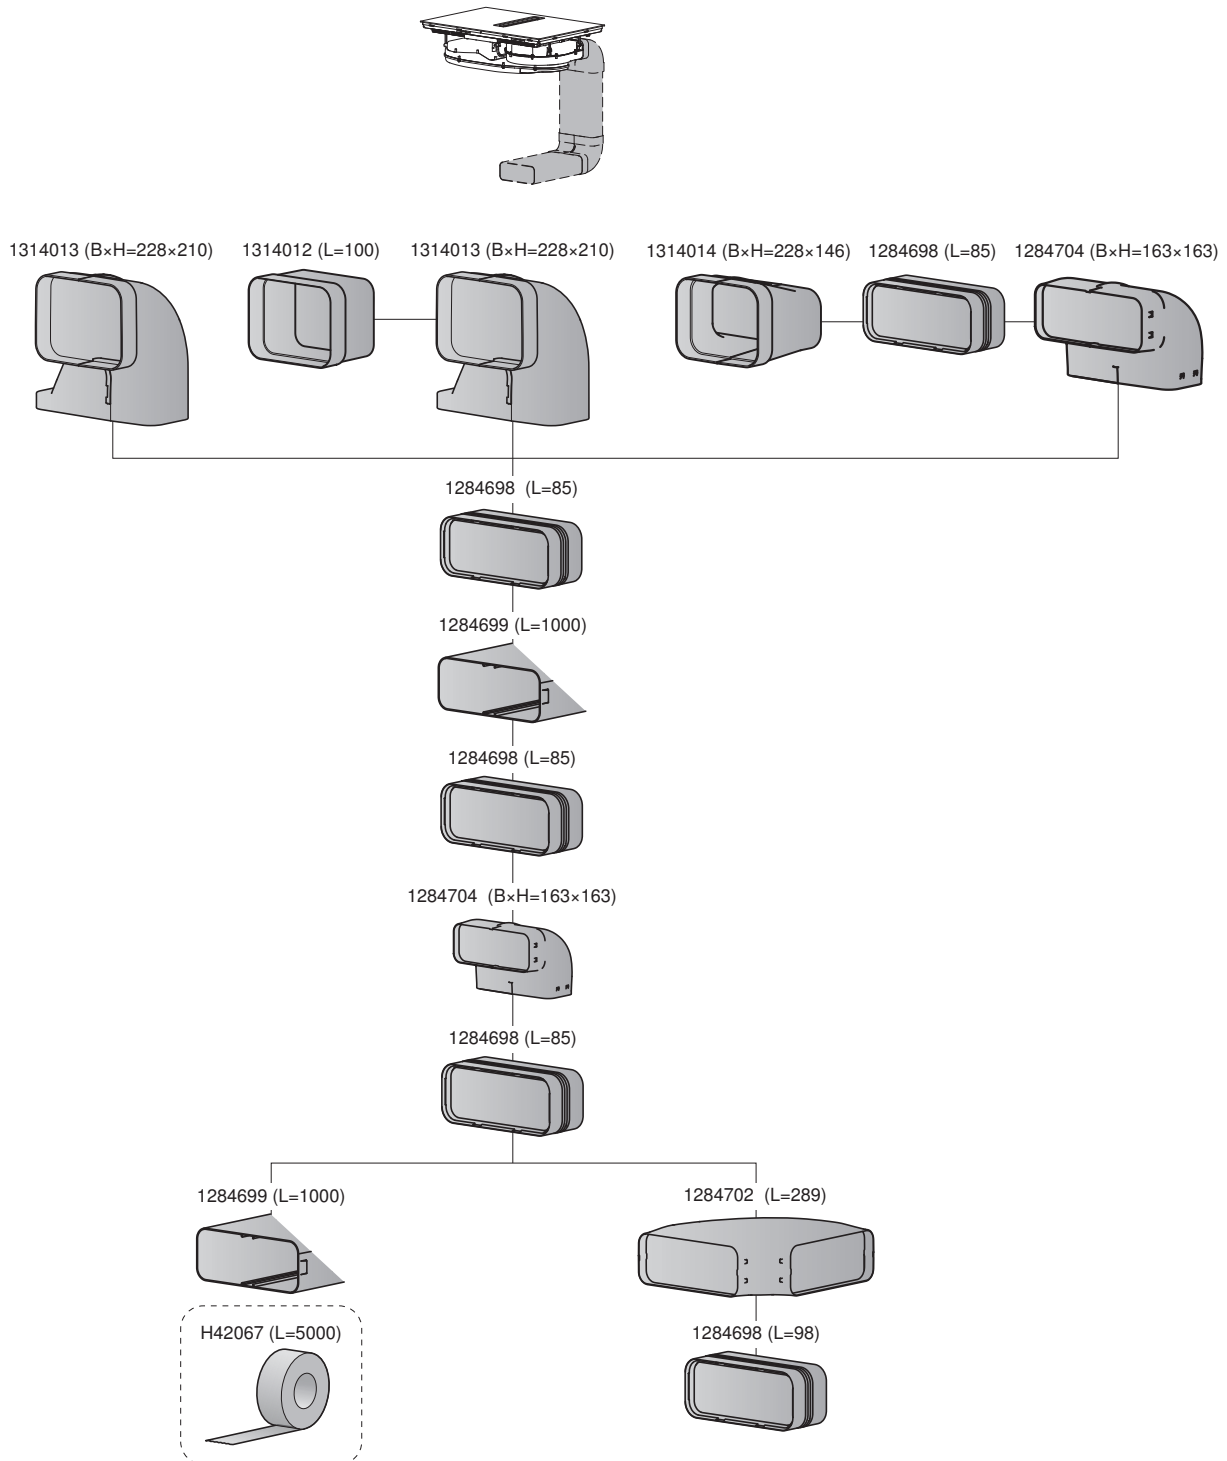 1314013 (B×H=228×210)
1314012 (L=100)
1314013 (B×H=228×210)
1314014 (B×H=228×146)
1284698 (L=85)
1284704 (B×H=163×163)
1284698 (L=85)
1284699 (L=1000)
1284698 (L=85)
1284704 (B×H=163×163)
1284698 (L=85)
1284699 (L=1000)
1284702 (L=289)
H42067 (L=5000)
1284698 (L=98)